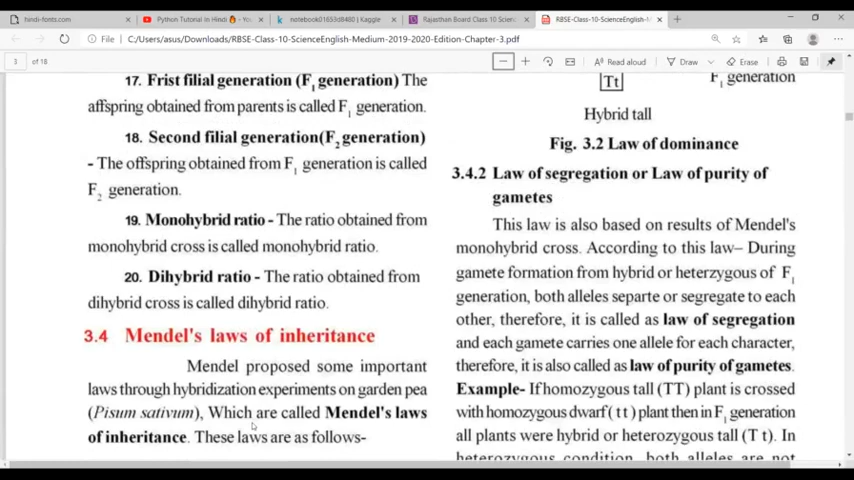 hindi-fonts.com
Python Tutorial in Hindi 🔥 - Yo
notebook01653d8480 | Kaggle
Rajasthan Board Class 10 Scienc
RBSE-Class-10-ScienceEnglish-M
File
C:/Users/asus/Downloads/RBSE-Class-10-ScienceEnglish-Medium-2019-2020-Edition-Chapter-3.pdf
3 of 18
Read aloud
Draw
Erase
17. Frist filial generation (F1 generation) The
offspring obtained from parents is called F1 generation.
18. Second filial generation(F2 generation)
- The offspring obtained from F1 generation is called
F2 generation.
19. Monohybrid ratio - The ratio obtained from
monohybrid cross is called monohybrid ratio.
20. Dihybrid ratio - The ratio obtained from
dihybrid cross is called dihybrid ratio.
3.4 Mendel's laws of inheritance
Mendel proposed some important
laws through hybridization experiments on garden pea
(Pisum sativum), Which are called Mendel's laws
of inheritance. These laws are as follows-
Tt
F1 generation
Hybrid tall
Fig. 3.2 Law of dominance
3.4.2 Law of segregation or Law of purity of
gametes
This law is also based on results of Mendel's
monohybrid cross. According to this law– During
gamete formation from hybrid or heterzygous of F1
generation, both alleles separte or segregate to each
other, therefore, it is called as law of segregation
and each gamete carries one allele for each character,
therefore, it is also called as law of purity of gametes.
Example- If homozygous tall (TT) plant is crossed
with homozygous dwarf (tt) plant then in F1 generation
all plants were hybrid or heterozygous tall (T t). In
heterozygous condition, both alleles are not